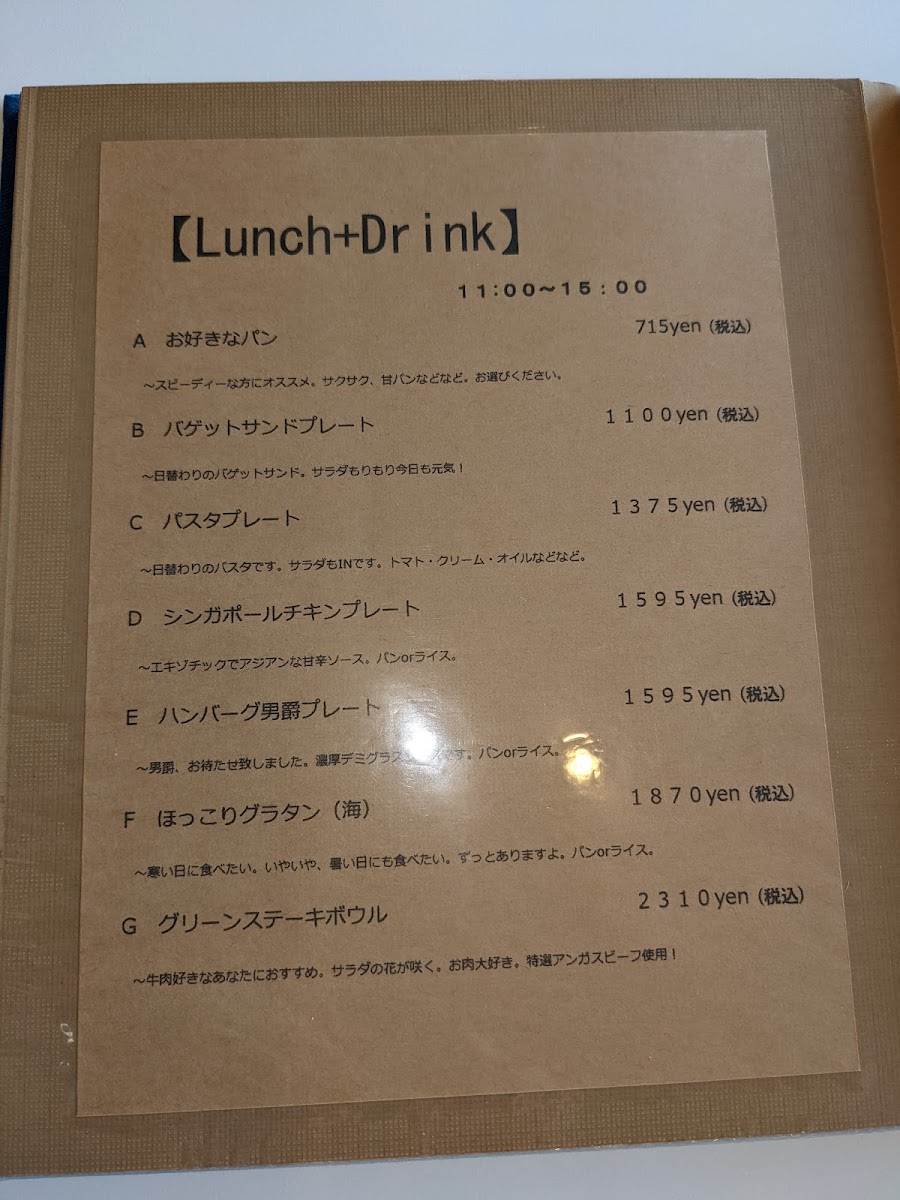 【Lunch+Drink】
11:00～15：00
A お好きなパン 715yen (税込)
～スピーディーな方にオススメ。サクサク、甘パンなどなど。お選びください。
B バゲットサンドプレート 1100yen (税込)
～日替わりのバゲットサンド。サラダもりもり今日も元気！
C パスタプレート 1375yen (税込)
～日替わりのパスタです。サラダもINです。トマト・クリーム・オイルなどなど。
D シンガポールチキンプレート 1595yen (税込)
～エキゾチックでアジアンな甘辛ソース。パンorライス。
E ハンバーグ男爵プレート 1595yen (税込)
～男爵、お待たせ致しました。濃厚デミグラスソースです。パンorライス。
F ほっこりグラタン（海） 1870yen (税込)
～寒い日に食べたい。いやいや、暑い日にも食べたい。ずっとありますよ。パンorライス。
G グリーンステーキボウル 2310yen (税込)
～牛肉好きなあなたにおすすめ。サラダの花が咲く。お肉大好き。特選アンガスビーフ使用！